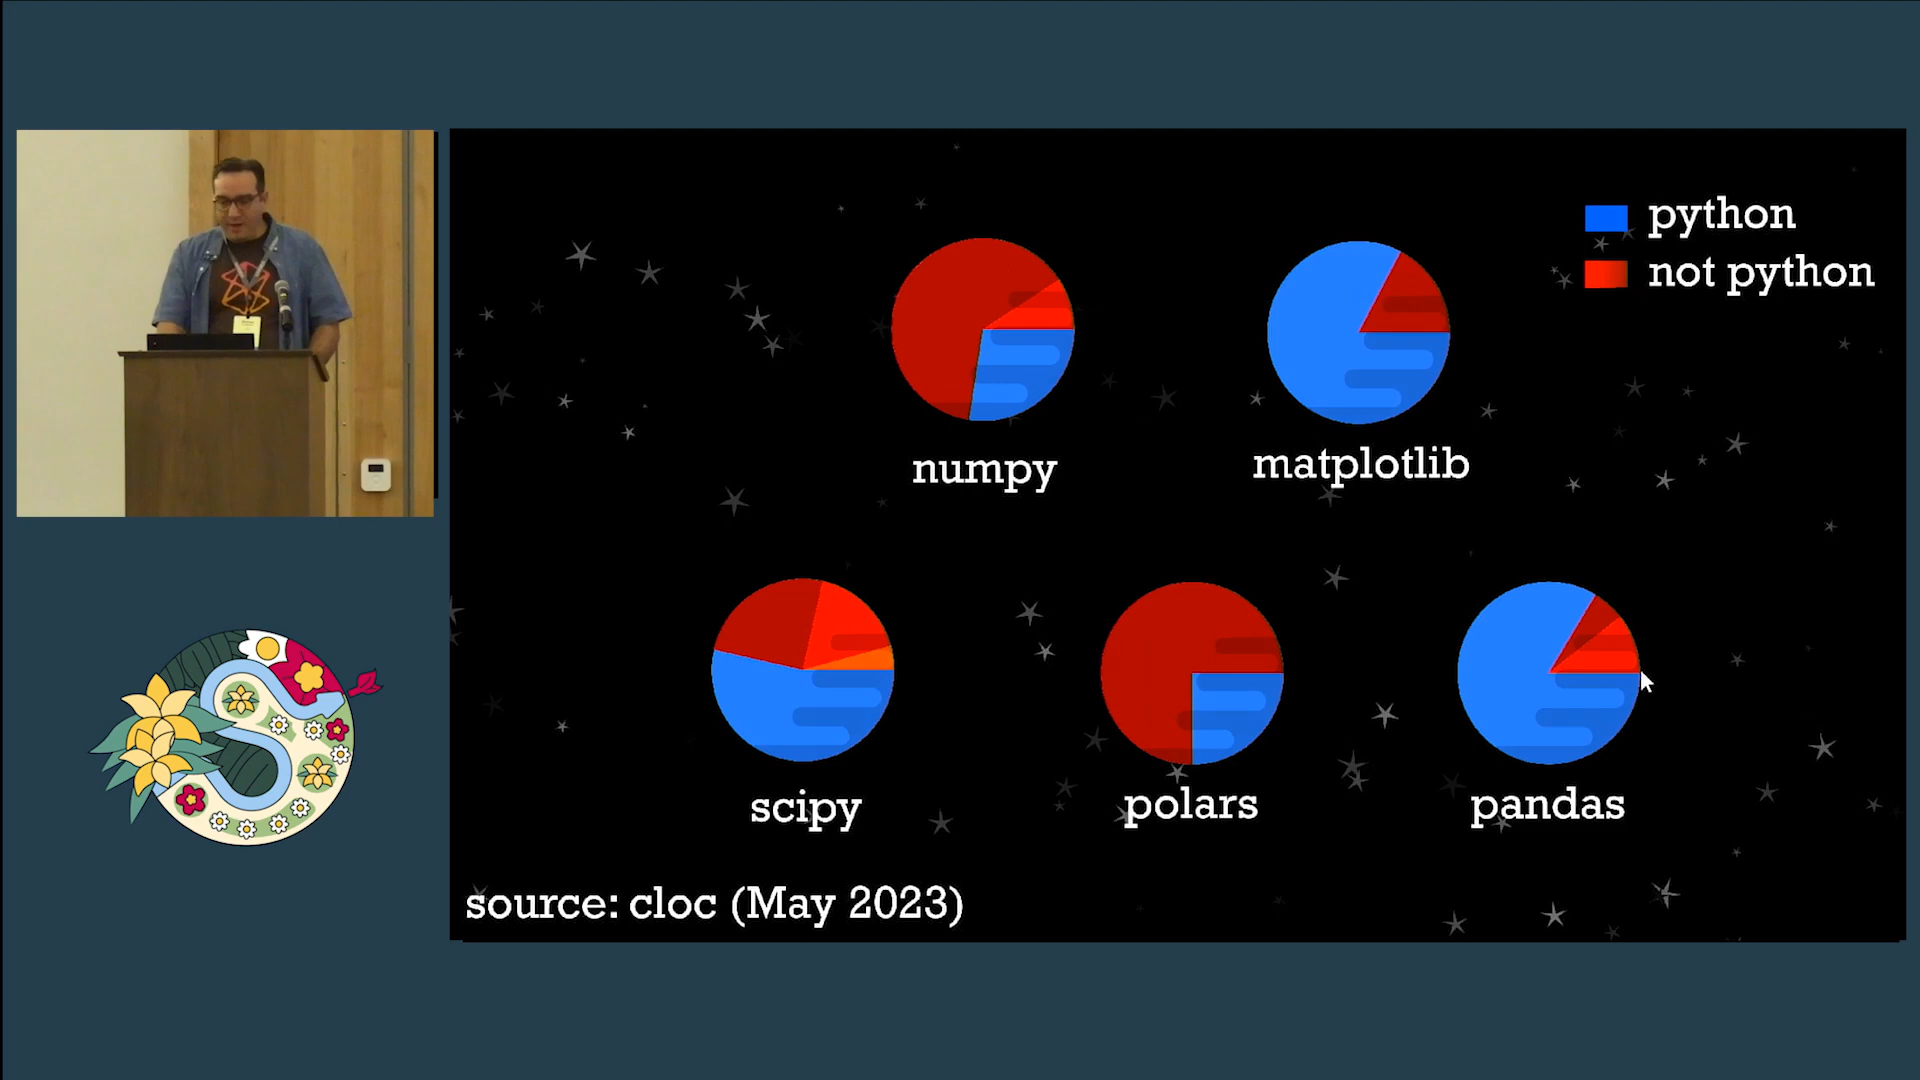 python
not python
numpy
matplotlib
scipy
polars
pandas
source: cloc (May 2023)